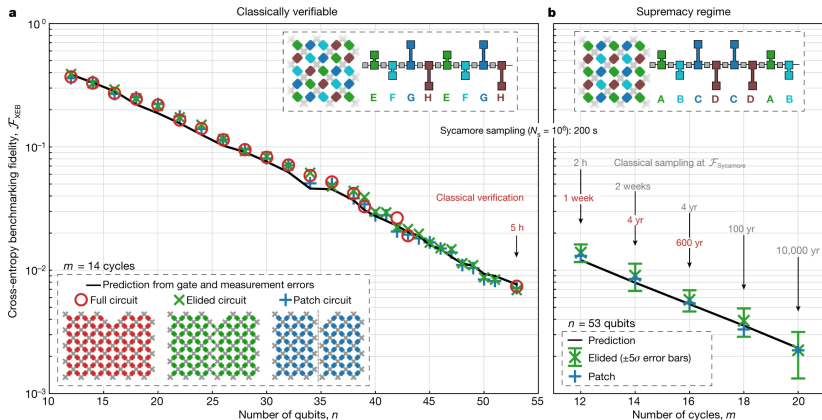 a
Classically verifiable
b
Supremacy regime
10⁰
10⁻¹
10⁻²
10⁻³
Cross-entropy benchmarking fidelity, ℱXEB
E F G H E F G H
A B C D C D A B
Sycamore sampling (Nₛ = 10⁶): 200 s
Classical verification
5 h
Classical sampling at ℱSycamore
2 h
1 week
2 weeks
4 yr
4 yr
600 yr
100 yr
10,000 yr
m = 14 cycles
Prediction from gate and measurement errors
Full circuit
Elided circuit
Patch circuit
n = 53 qubits
Prediction
Elided (±5σ error bars)
Patch
10 15 20 25 30 35 40 45 50 55
Number of qubits, n
12 14 16 18 20
Number of cycles, m